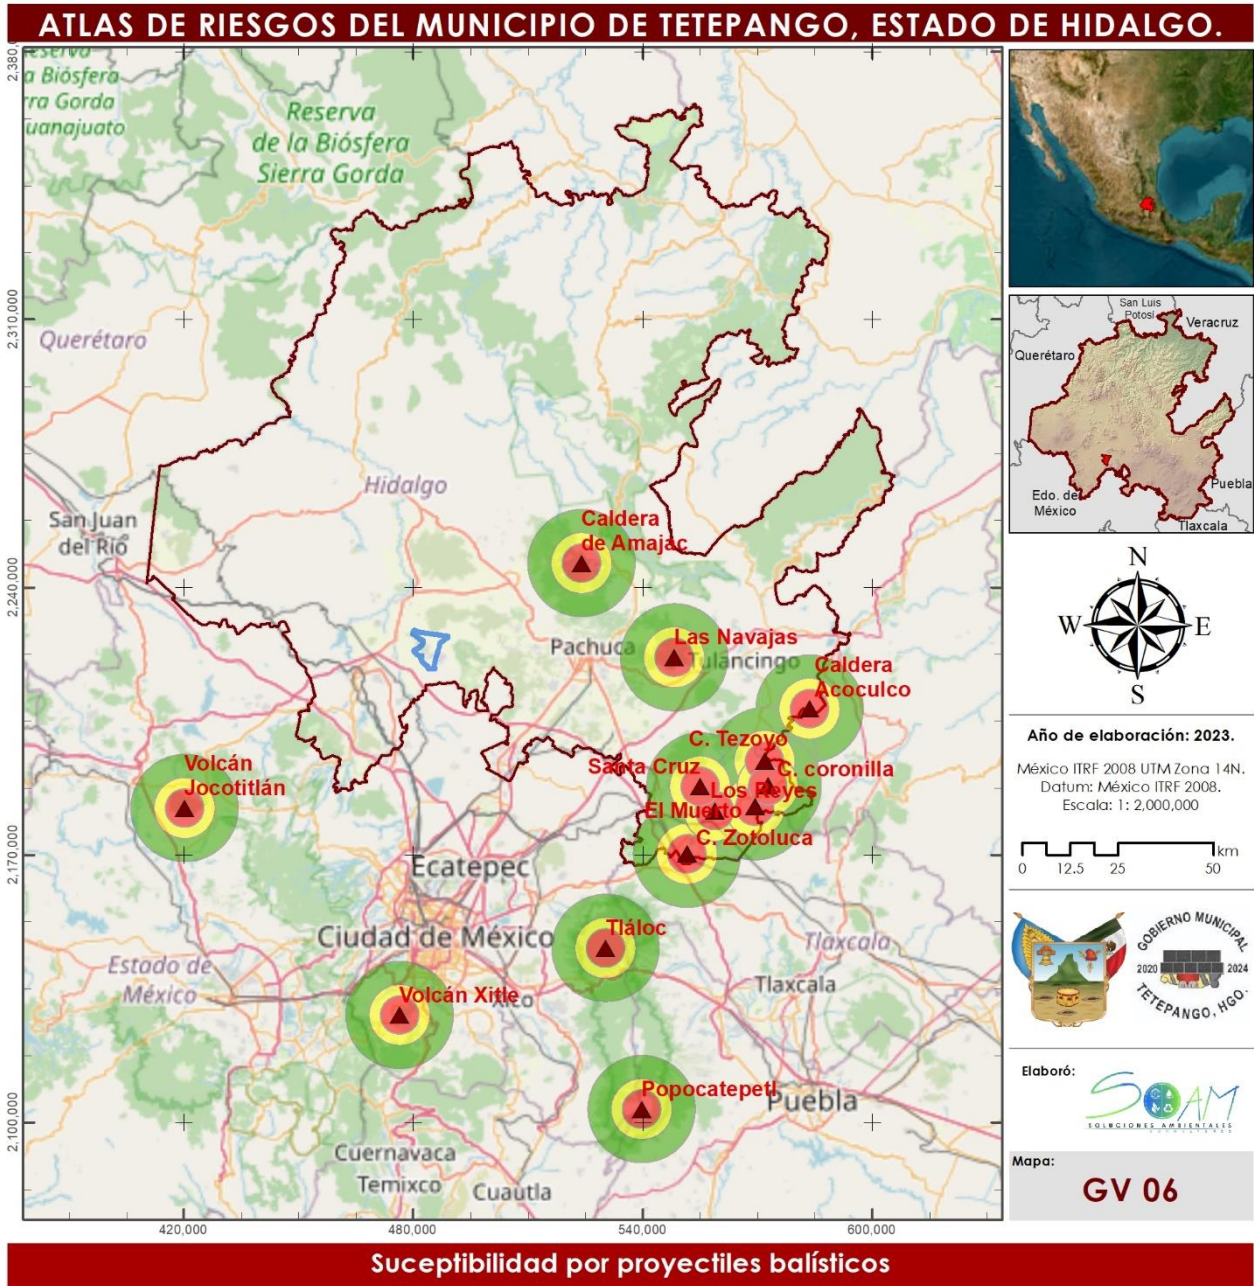 ATLAS DE RIESGOS DEL MUNICIPIO DE TETEPANGO, ESTADO DE HIDALGO.
a Biósfera
rra Gorda
uanajuato
Reserva
de la Biósfera
Sierra Gorda
Querétaro
Hidalgo
San Juan
del Río
Caldera
de Amajac
Pachuca
Las Navajas
Tulancingo
Caldera
Acoculco
C. Tezoyo
Santa Cruz
C. coronilla
Los Reyes
El Muerto
C. Zotoluca
Volcán
Jocotitlán
Ecatepec
Ciudad de México
Tláloc
Tlaxcala
Estado de
México
Tlaxcala
Volcán Xitle
xico
Popocatepetl
Puebla
Cuernavaca
Temixco
Cuautla
2,310,000
2,240,000
2,170,000
2,100,000
420,000
480,000
540,000
600,000
San Luis
Potosí
Veracruz
Querétaro
Puebla
Edo. de
México
Tlaxcala
N
W
E
S
Año de elaboración: 2023.
México ITRF 2008 UTM Zona 14N.
Datum: México ITRF 2008.
Escala: 1: 2,000,000
km
0 12.5 25 50
GOBIERNO MUNICIPAL
2020 2024
TETEPANGO, HGO.
Elaboró:
SOAM
SOLUCIONES AMBIENTALES
Mapa:
GV 06
Suceptibilidad por proyectiles balísticos